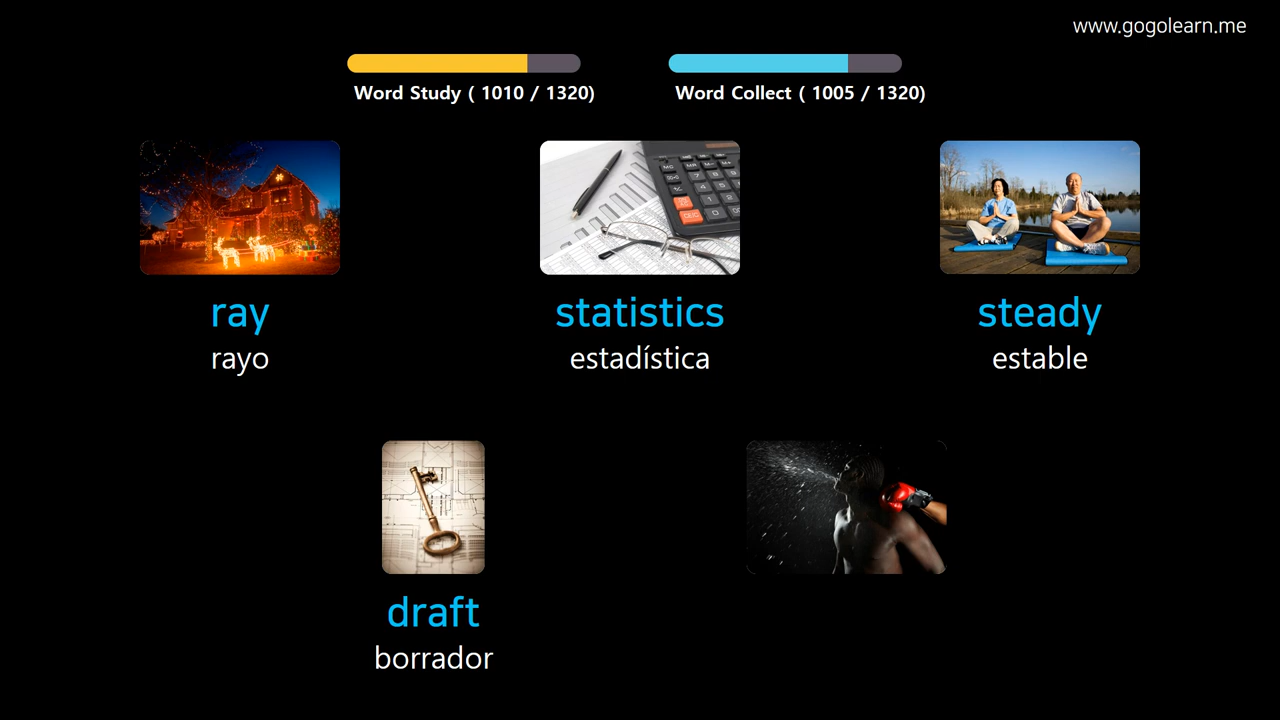 www.gogolearn.me
Word Study ( 1010 / 1320)
Word Collect ( 1005 / 1320)
ray
rayo
statistics
estadística
steady
estable
draft
borrador